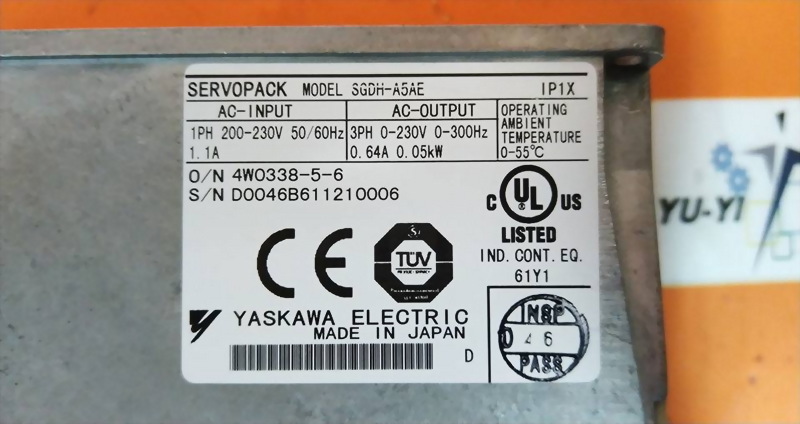 SERVOPACK MODEL SGDH-A5AE IP1X
AC-INPUT
1PH 200-230V 50/60Hz
1.1A
AC-OUTPUT
3PH 0-230V 0-300Hz
0.64A 0.05kW
OPERATING
AMBIENT
TEMPERATURE
0-55℃
O/N 4W0338-5-6
S/N D0046B611210006
C UL US
LISTED
IND. CONT. EQ.
61Y1
CE
TÜV
YASKAWA ELECTRIC
MADE IN JAPAN
D
INSP
46
PASS
YU-YI